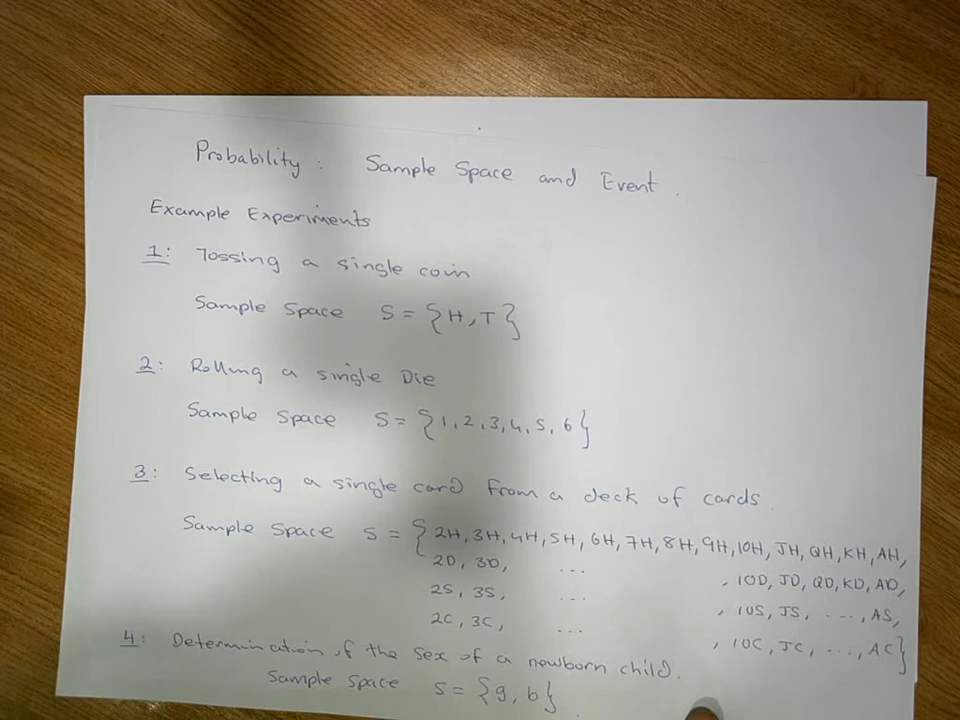 Probability : Sample Space and Event .
Example Experiments
1: Tossing a single coin
Sample Space S = {H, T}
2: Rolling a single Die
Sample Space S = {1, 2, 3, 4, 5, 6}
3: Selecting a single card from a deck of cards.
Sample Space S = {2H, 3H, 4H, 5H, 6H, 7H, 8H, 9H, 10H, JH, QH, KH, AH,
2D, 3D, ... , 10D, JD, QD, KD, AD,
2S, 3S, ... , 10S, JS, ..., AS,
2C, 3C, ... , 10C, JC, ..., AC}
4: Determination of the sex of a newborn child.
Sample Space S = {g, b} .